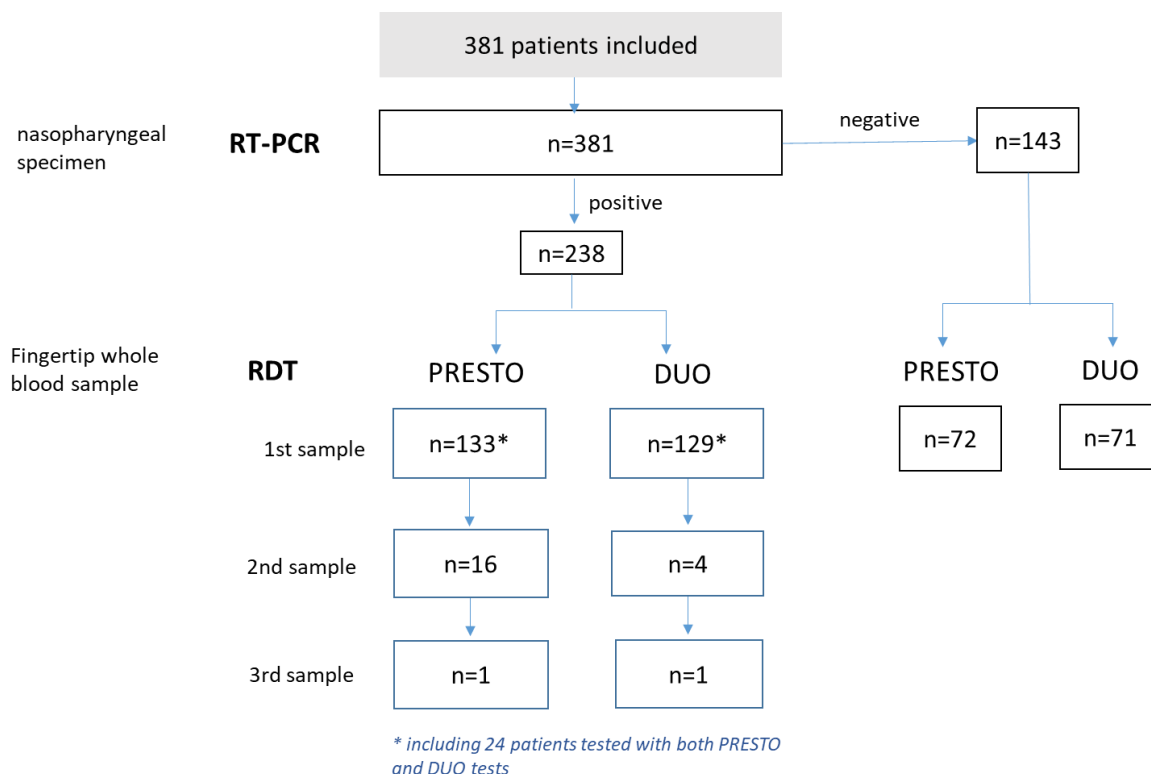 381 patients included
nasopharyngeal
specimen
RT-PCR
n=381
negative
n=143
positive
n=238
Fingertip whole
blood sample
RDT
PRESTO
DUO
PRESTO
DUO
1st sample
n=133*
n=129*
n=72
n=71
2nd sample
n=16
n=4
3rd sample
n=1
n=1
* including 24 patients tested with both PRESTO
and DUO tests